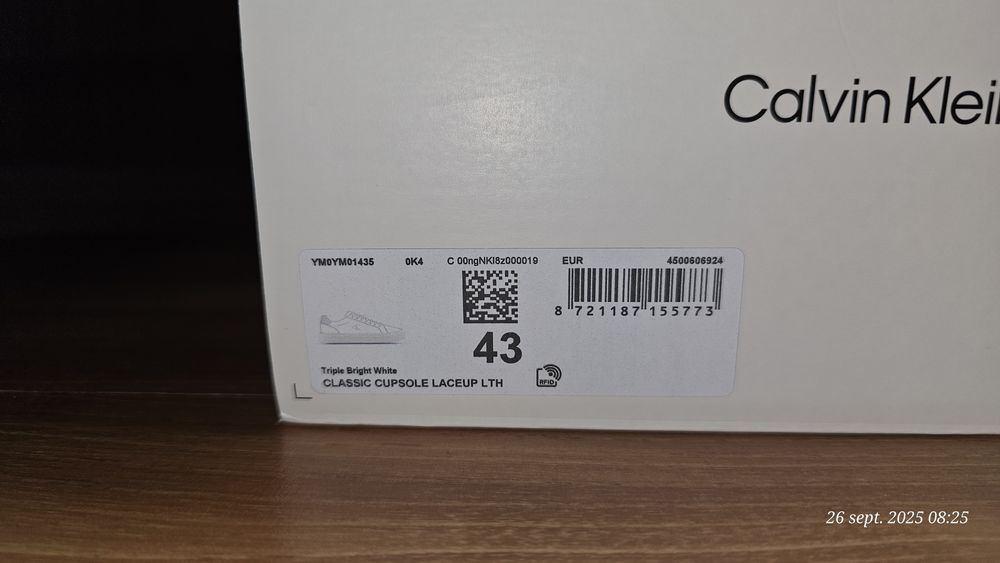 Calvin Klein
YM0YM01435 0K4 C 00ngNKI8z000019 EUR 4500606924
8 721187 155773
43
RFID
Triple Bright White
CLASSIC CUPSOLE LACEUP LTH
26 sept. 2025 08:25